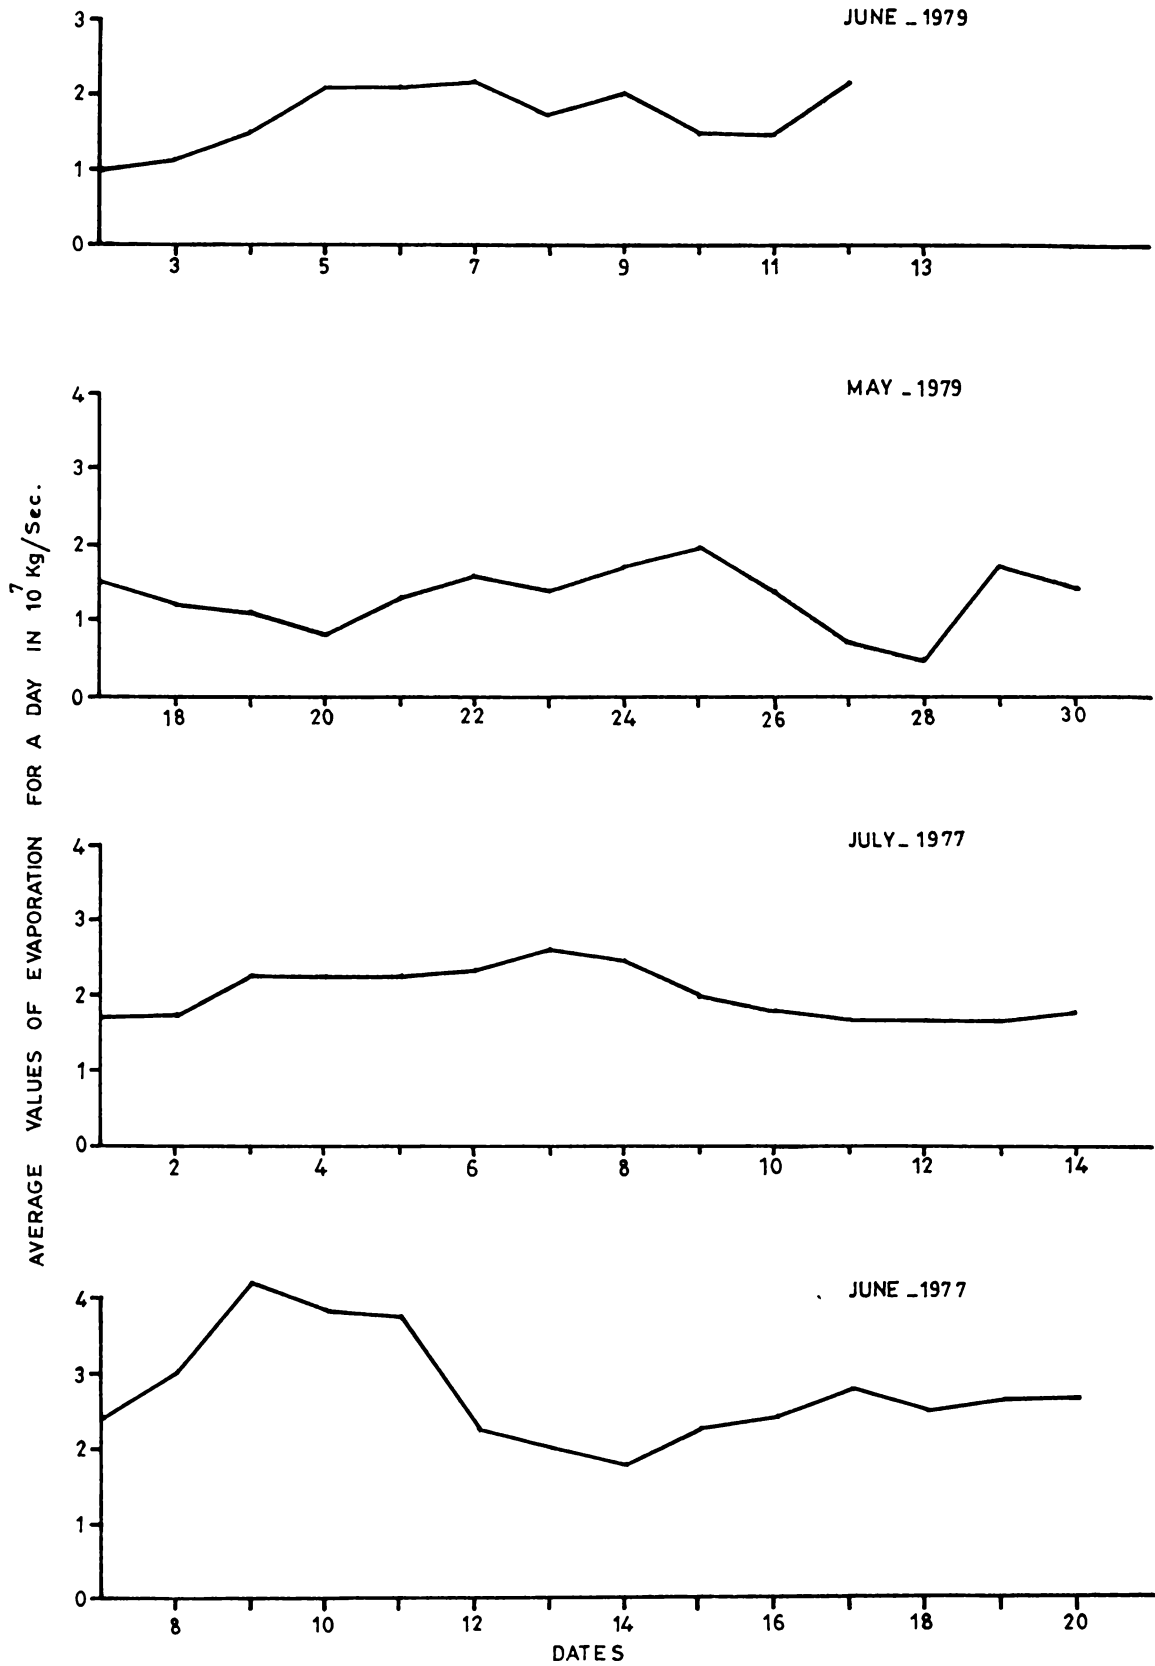 JUNE _ 1979
3
2
1
0
3 5 7 9 11 13
MAY _ 1979
4
3
2
1
0
18 20 22 24 26 28 30
JULY _ 1977
4
3
2
1
0
2 4 6 8 10 12 14
JUNE _ 1977
4
3
2
1
0
8 10 12 14 16 18 20
DATES
AVERAGE VALUES OF EVAPORATION FOR A DAY IN 10⁷ Kg/Sec.